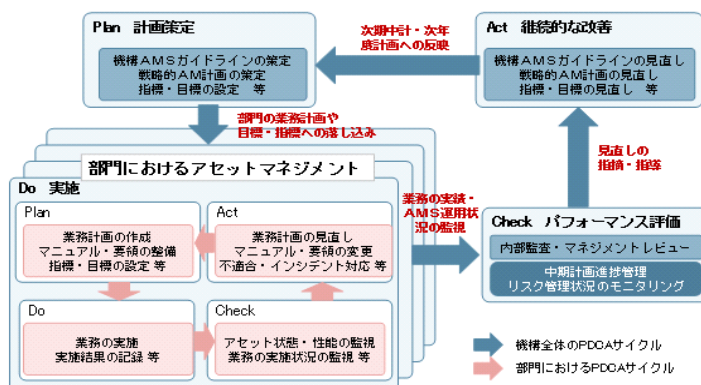 Plan 計画策定
機構AMSガイドラインの策定
戦略的AM計画の策定
指標・目標の設定 等
次期中計・次年
度計画への反映
Act 継続的な改善
機構AMSガイドラインの見直し
戦略的AM計画の見直し
指標・目標の見直し 等
部門の業務計画や
目標・指標への落し込み
部門におけるアセットマネジメント
Do 実施
Plan
業務計画の作成
マニュアル・要領の整備
指標・目標の設定 等
Act
業務計画の見直し
マニュアル・要領の変更
不適合・インシデント対応 等
Do
業務の実施
実施結果の記録 等
Check
アセット状態・性能の監視
業務の実施状況の監視 等
業務の実績・
AMS運用状
況の監視
見直しの
指摘・指導
Check パフォーマンス評価
内部監査・マネジメントレビュー
中期計画進捗管理
リスク管理状況のモニタリング
機構全体のPDCAサイクル
部門におけるPDCAサイクル